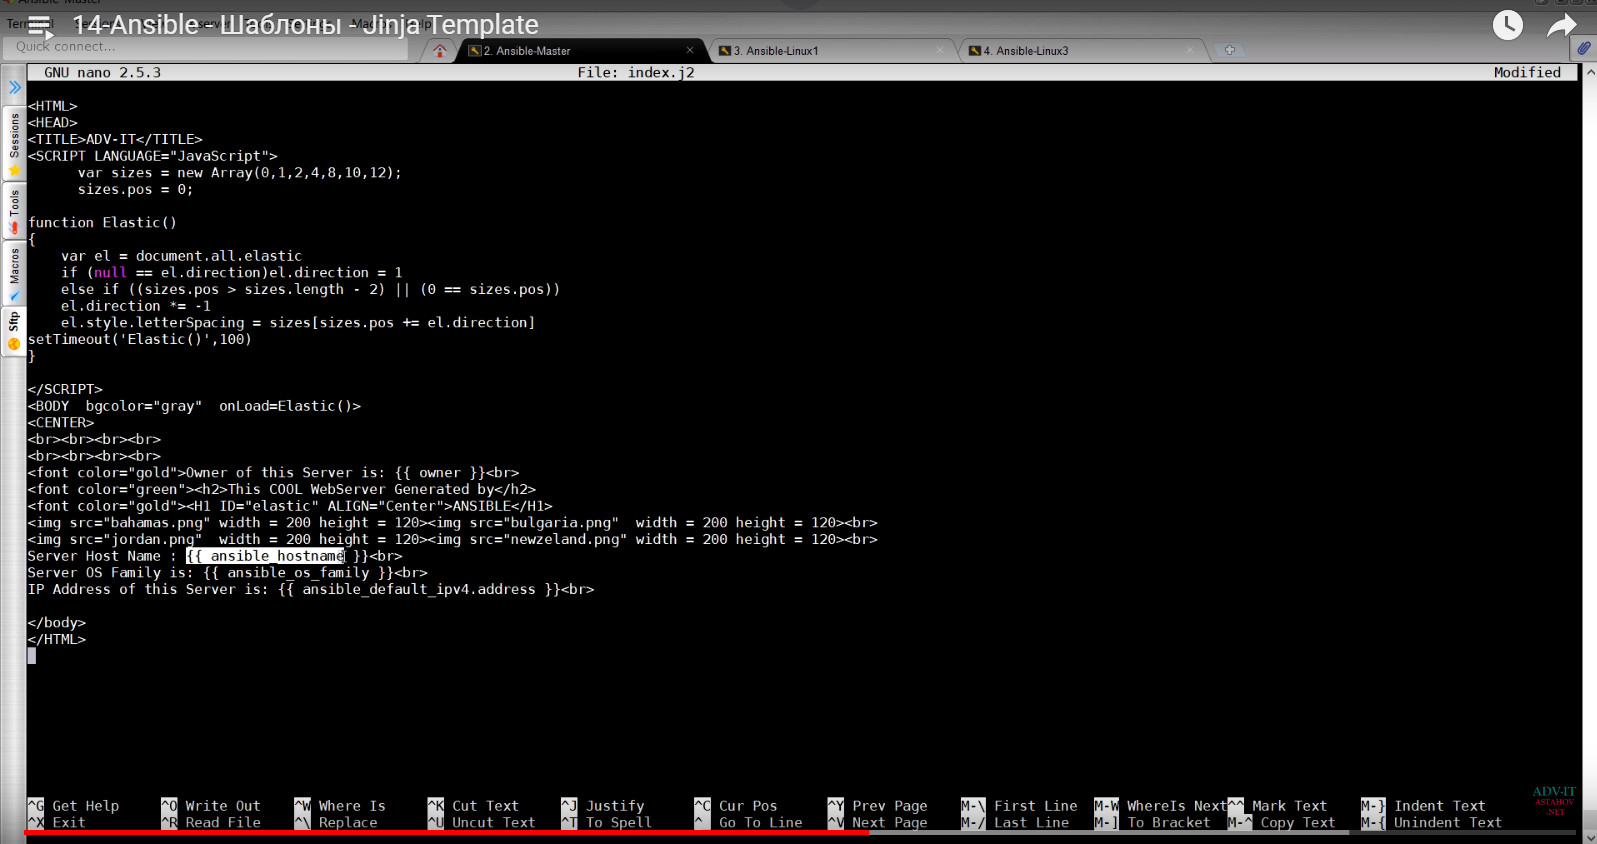 14-Ansible - Шаблоны - Jinja Template
Quick connect...
2. Ansible-Master
3. Ansible-Linux1
4. Ansible-Linux3
GNU nano 2.5.3 File: index.j2 Modified
Sessions
Tools
Macros
Sftp
<HTML>
<HEAD>
<TITLE>ADV-IT</TITLE>
<SCRIPT LANGUAGE="JavaScript">
var sizes = new Array(0,1,2,4,8,10,12);
sizes.pos = 0;
function Elastic()
{
var el = document.all.elastic
if (null == el.direction)el.direction = 1
else if ((sizes.pos > sizes.length - 2) || (0 == sizes.pos))
el.direction *= -1
el.style.letterSpacing = sizes[sizes.pos += el.direction]
setTimeout('Elastic()',100)
}
</SCRIPT>
<BODY bgcolor="gray" onLoad=Elastic()>
<CENTER>
<br><br><br><br>
<br><br><br><br>
<font color="gold">Owner of this Server is: {{ owner }}<br>
<font color="green"><h2>This COOL WebServer Generated by</h2>
<font color="gold"><H1 ID="elastic" ALIGN="Center">ANSIBLE</H1>
<img src="bahamas.png" width = 200 height = 120><img src="bulgaria.png" width = 200 height = 120><br>
<img src="jordan.png" width = 200 height = 120><img src="newzeland.png" width = 200 height = 120><br>
Server Host Name : {{ ansible_hostname }}<br>
Server OS Family is: {{ ansible_os_family }}<br>
IP Address of this Server is: {{ ansible_default_ipv4.address }}<br>
</body>
</HTML>
^G Get Help ^O Write Out ^W Where Is ^K Cut Text ^J Justify ^C Cur Pos ^Y Prev Page M-\ First Line M-W WhereIs Next ^^ Mark Text M-} Indent Text
^X Exit ^R Read File ^\ Replace ^U Uncut Text ^T To Spell ^_ Go To Line ^V Next Page M-/ Last Line M-] To Bracket M-^ Copy Text M-{ Unindent Text
ADV-IT
ASTAHOV
.NET